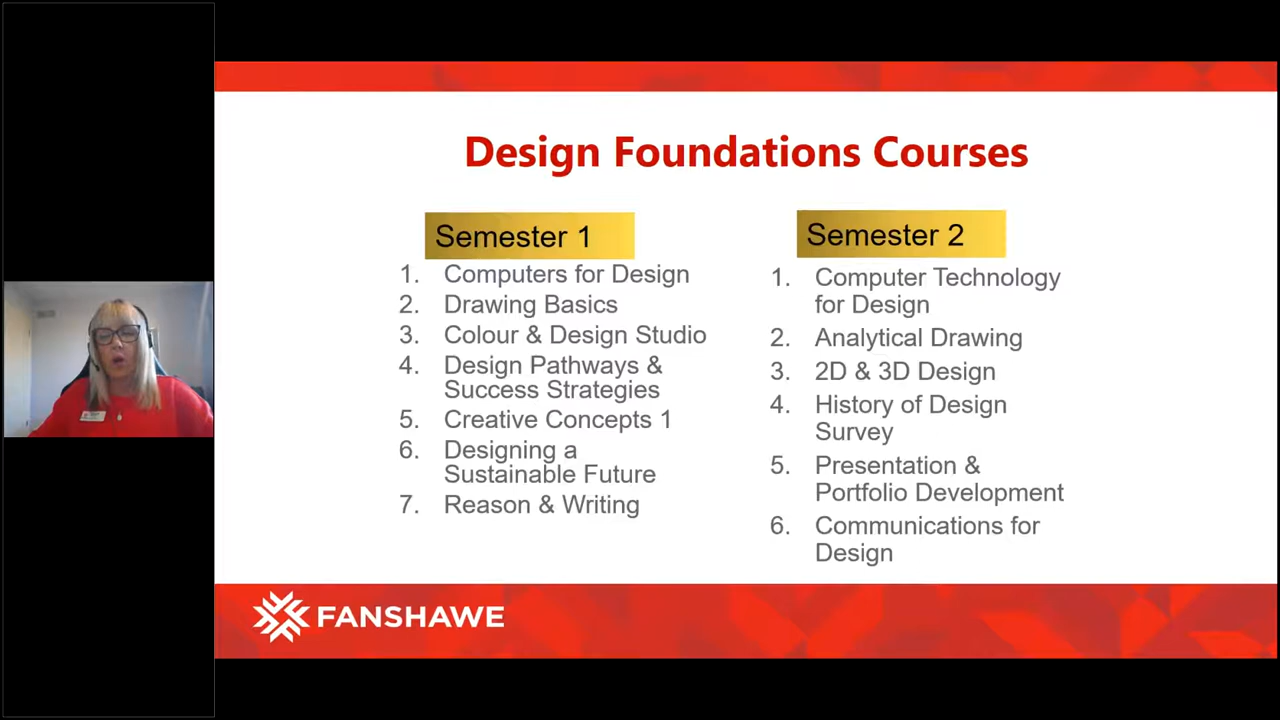 Design Foundations Courses
Semester 1
1. Computers for Design
2. Drawing Basics
3. Colour & Design Studio
4. Design Pathways &
Success Strategies
5. Creative Concepts 1
6. Designing a
Sustainable Future
7. Reason & Writing
Semester 2
1. Computer Technology
for Design
2. Analytical Drawing
3. 2D & 3D Design
4. History of Design
Survey
5. Presentation &
Portfolio Development
6. Communications for
Design
FANSHAWE